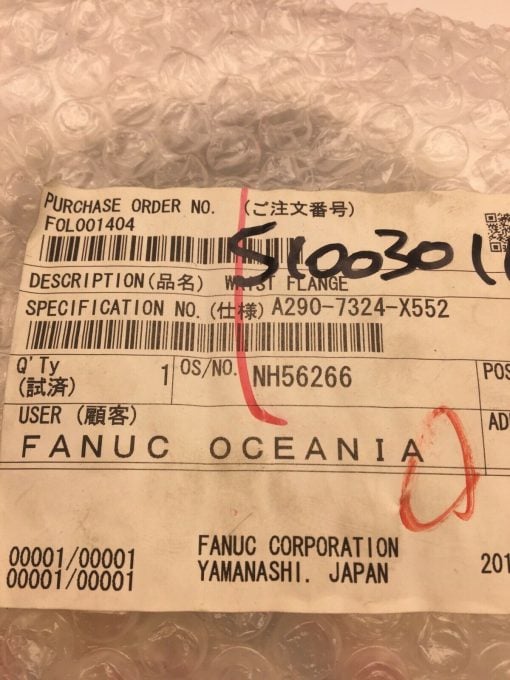 PURCHASE ORDER NO. (ご注文番号)
FOL001404
S1003011
DESCRIPTION(品名) WRIST FLANGE
SPECIFICATION NO.(仕様) A290-7324-X552
Q'Ty 1 OS/NO. NH56266 POS
(試済)
USER (顧客) AD
FANUC OCEANIA
00001/00001 FANUC CORPORATION
00001/00001 YAMANASHI. JAPAN 201